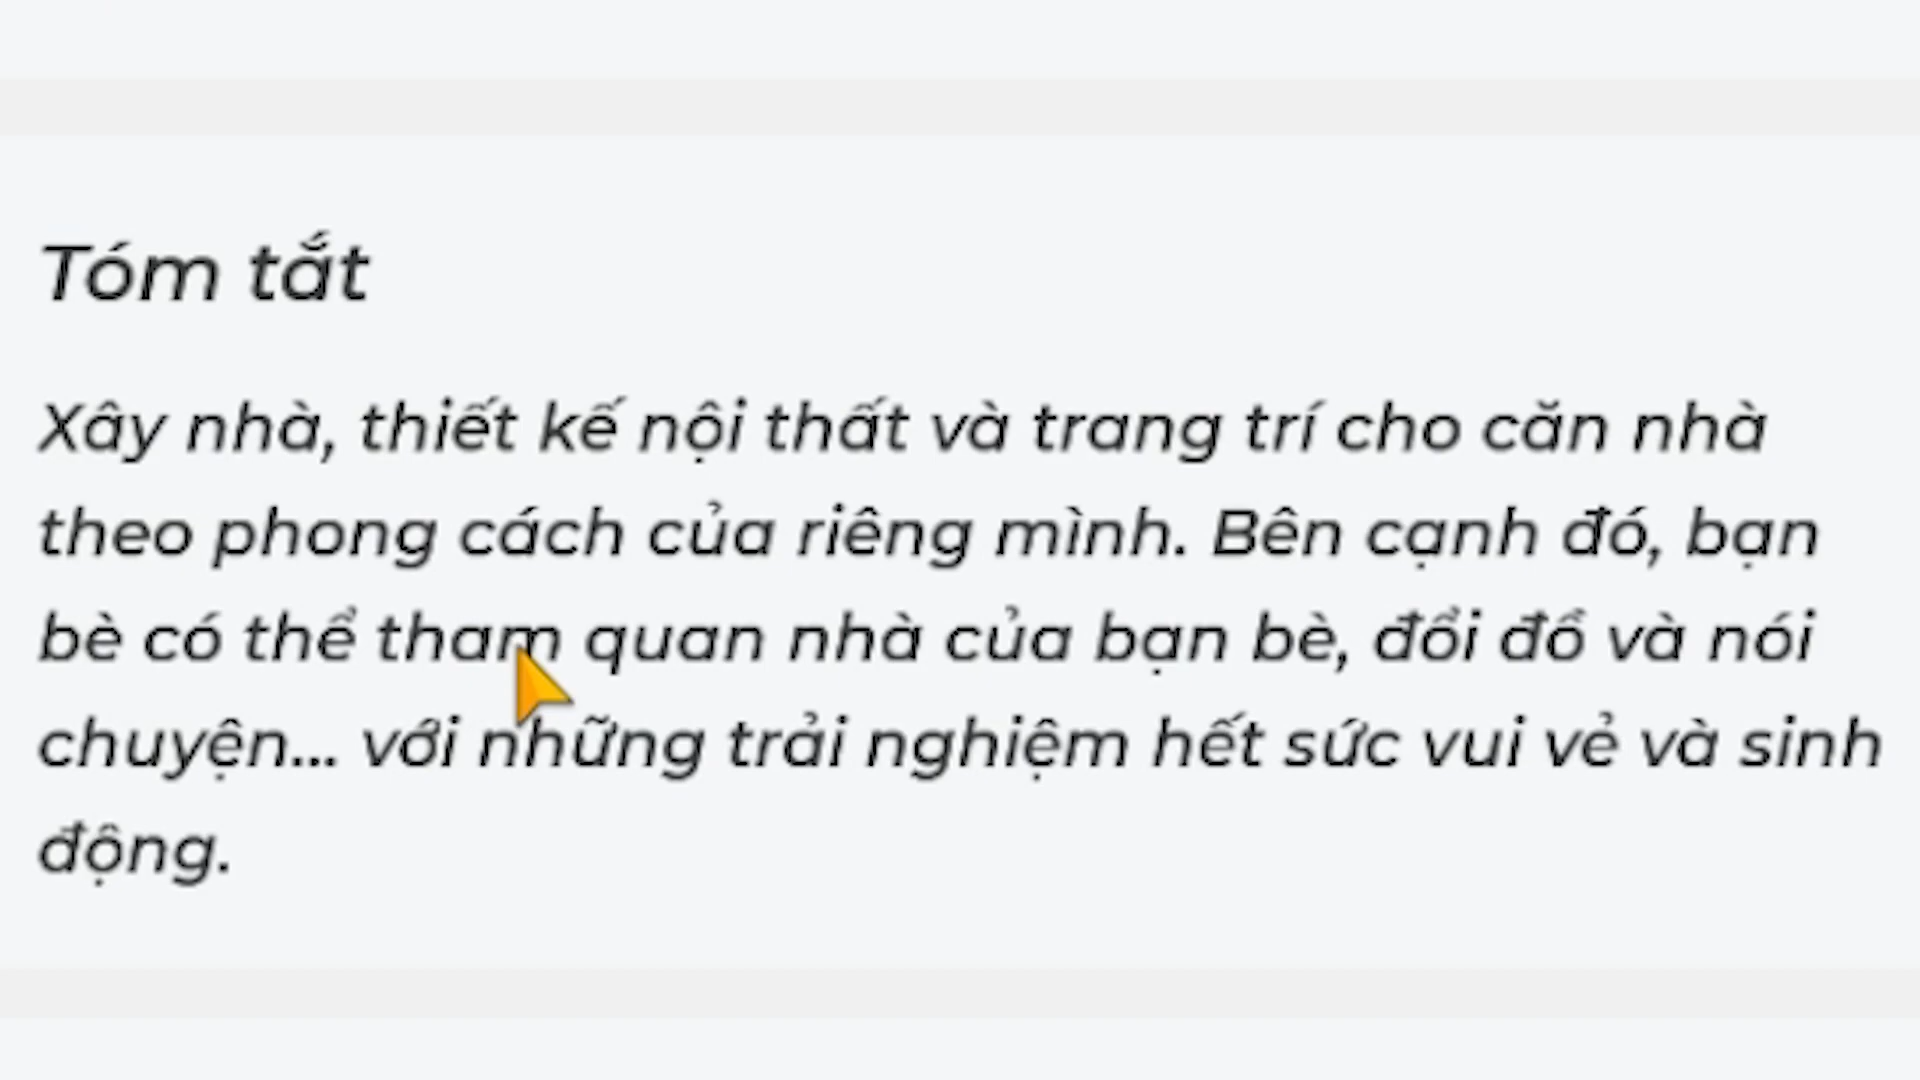 Tóm tắt
Xây nhà, thiết kế nội thất và trang trí cho căn nhà
theo phong cách của riêng mình. Bên cạnh đó, bạn
bè có thể tham quan nhà của bạn bè, đổi đồ và nói
chuyện... với những trải nghiệm hết sức vui vẻ và sinh
động.